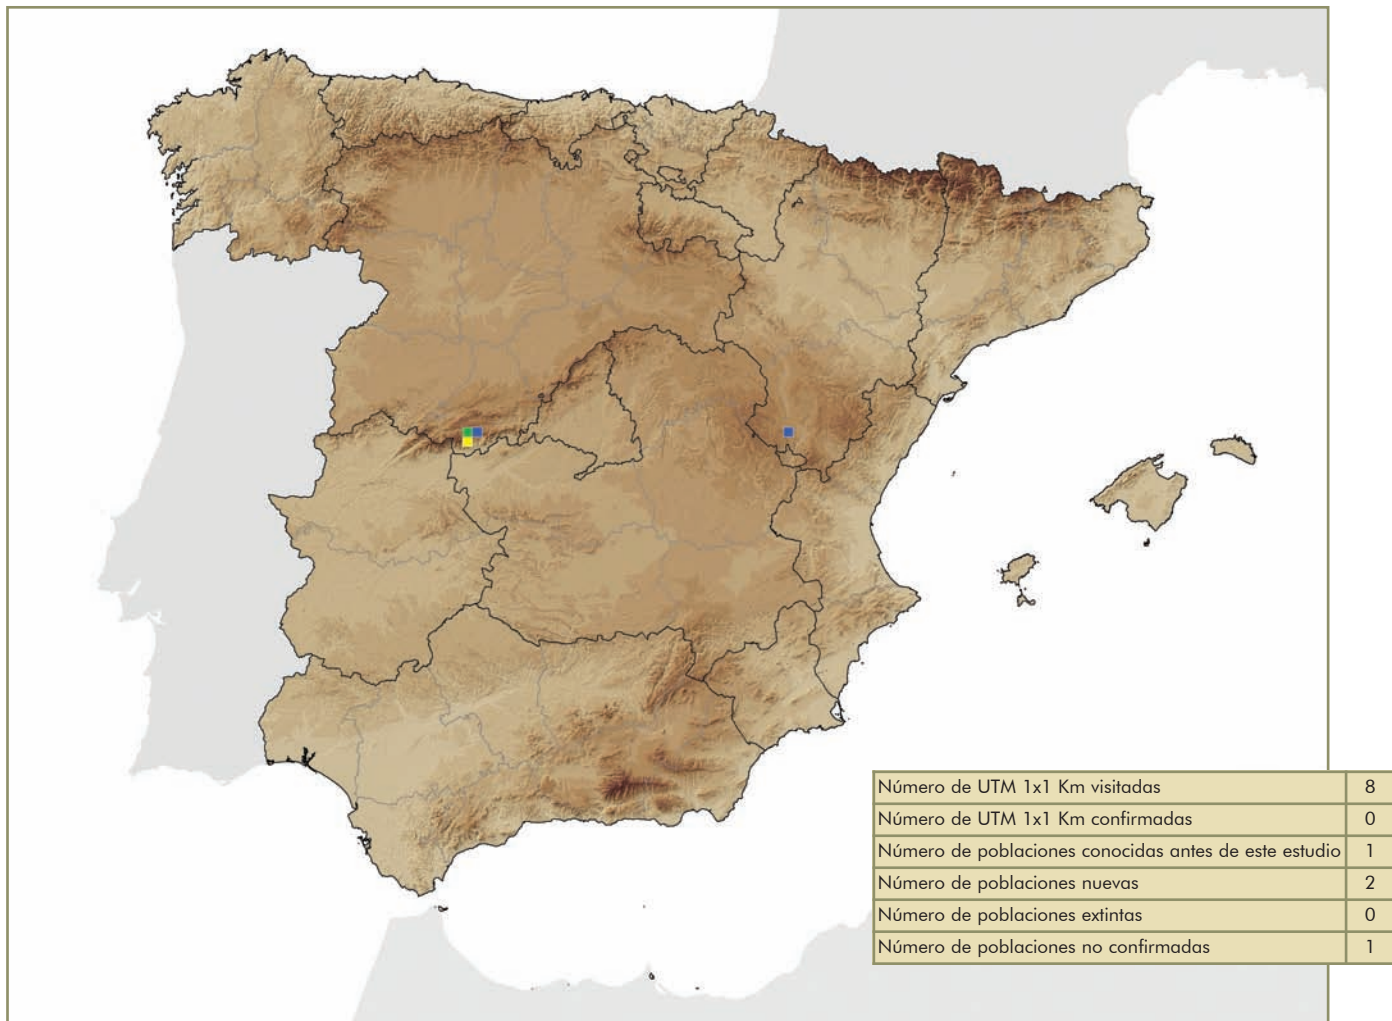 Número de UTM 1x1 Km visitadas 8
Número de UTM 1x1 Km confirmadas 0
Número de poblaciones conocidas antes de este estudio 1
Número de poblaciones nuevas 2
Número de poblaciones extintas 0
Número de poblaciones no confirmadas 1